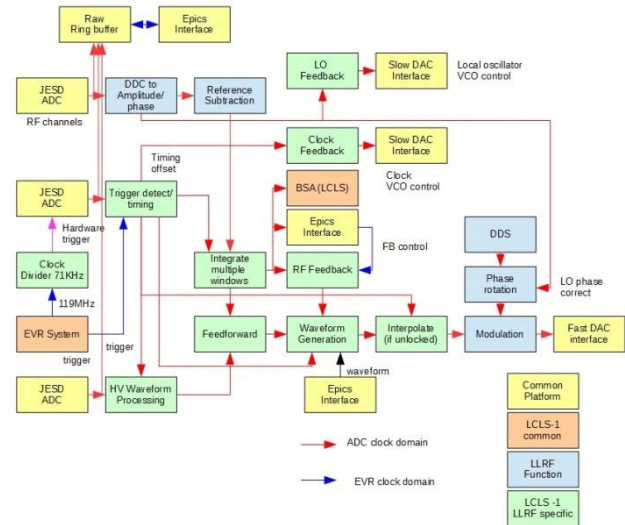 Raw
Ring buffer
Epics
Interface
JESD
ADC
RF channels
DDC to
Amplitude/
phase
Reference
Subtraction
LO
Feedback
Slow DAC
Interface
Local oscillator
VCO control
Timing
offset
Clock
Feedback
Slow DAC
Interface
Clock
VCO control
JESD
ADC
Trigger detect/
timing
BSA (LCLS)
Hardware
trigger
Epics
Interface
FB control
DDS
Clock
Divider 71KHz
Integrate
multiple
windows
RF Feedback
Phase
rotation
LO phase
correct
119MHz
EVR System
trigger
trigger
Feedforward
Waveform
Generation
Interpolate
(if unlocked)
Modulation
Fast DAC
interface
JESD
ADC
HV Waveform
Processing
waveform
Epics
Interface
Common
Platform
ADC clock domain
LCLS-1
common
EVR clock domain
LLRF
Function
LCLS -1
LLRF specific